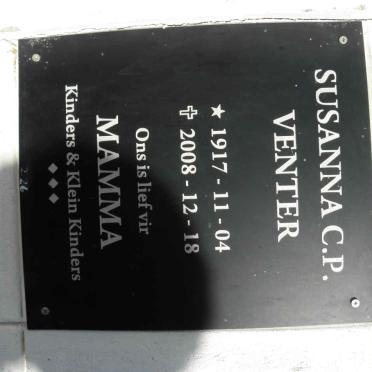 SUSANNA C.P.
VENTER
★ 1917 - 11 - 04
✞ 2008 - 12 - 18
Ons is lief vir
MAMMA
Kinders & Klein Kinders
◆◆◆